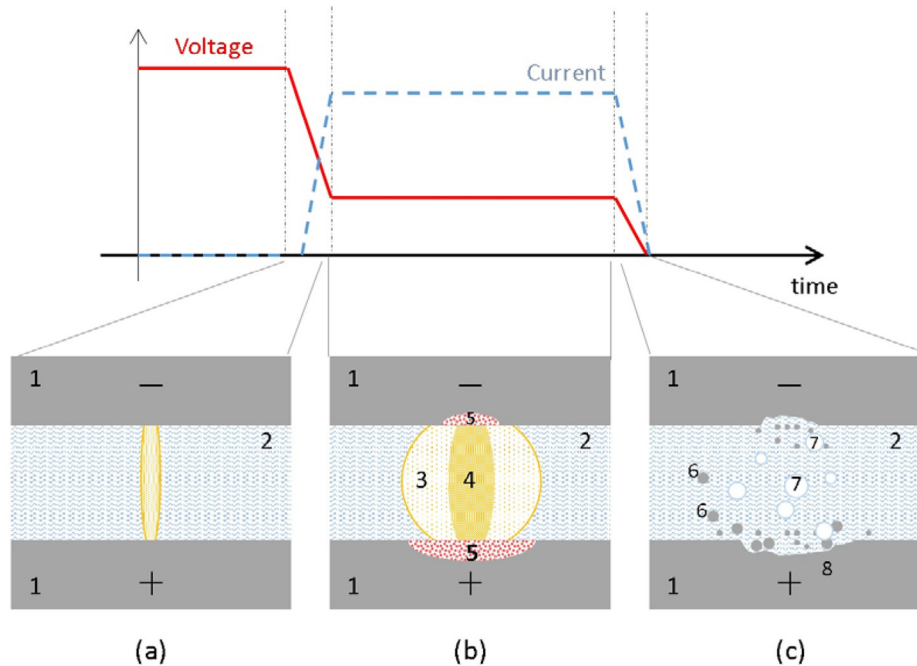 Voltage
Current
time
1 − 1 − 1 −
2 5 2 7 2
3 4 6 7
6
5
1 + 1 + 8
1 +
(a) (b) (c)